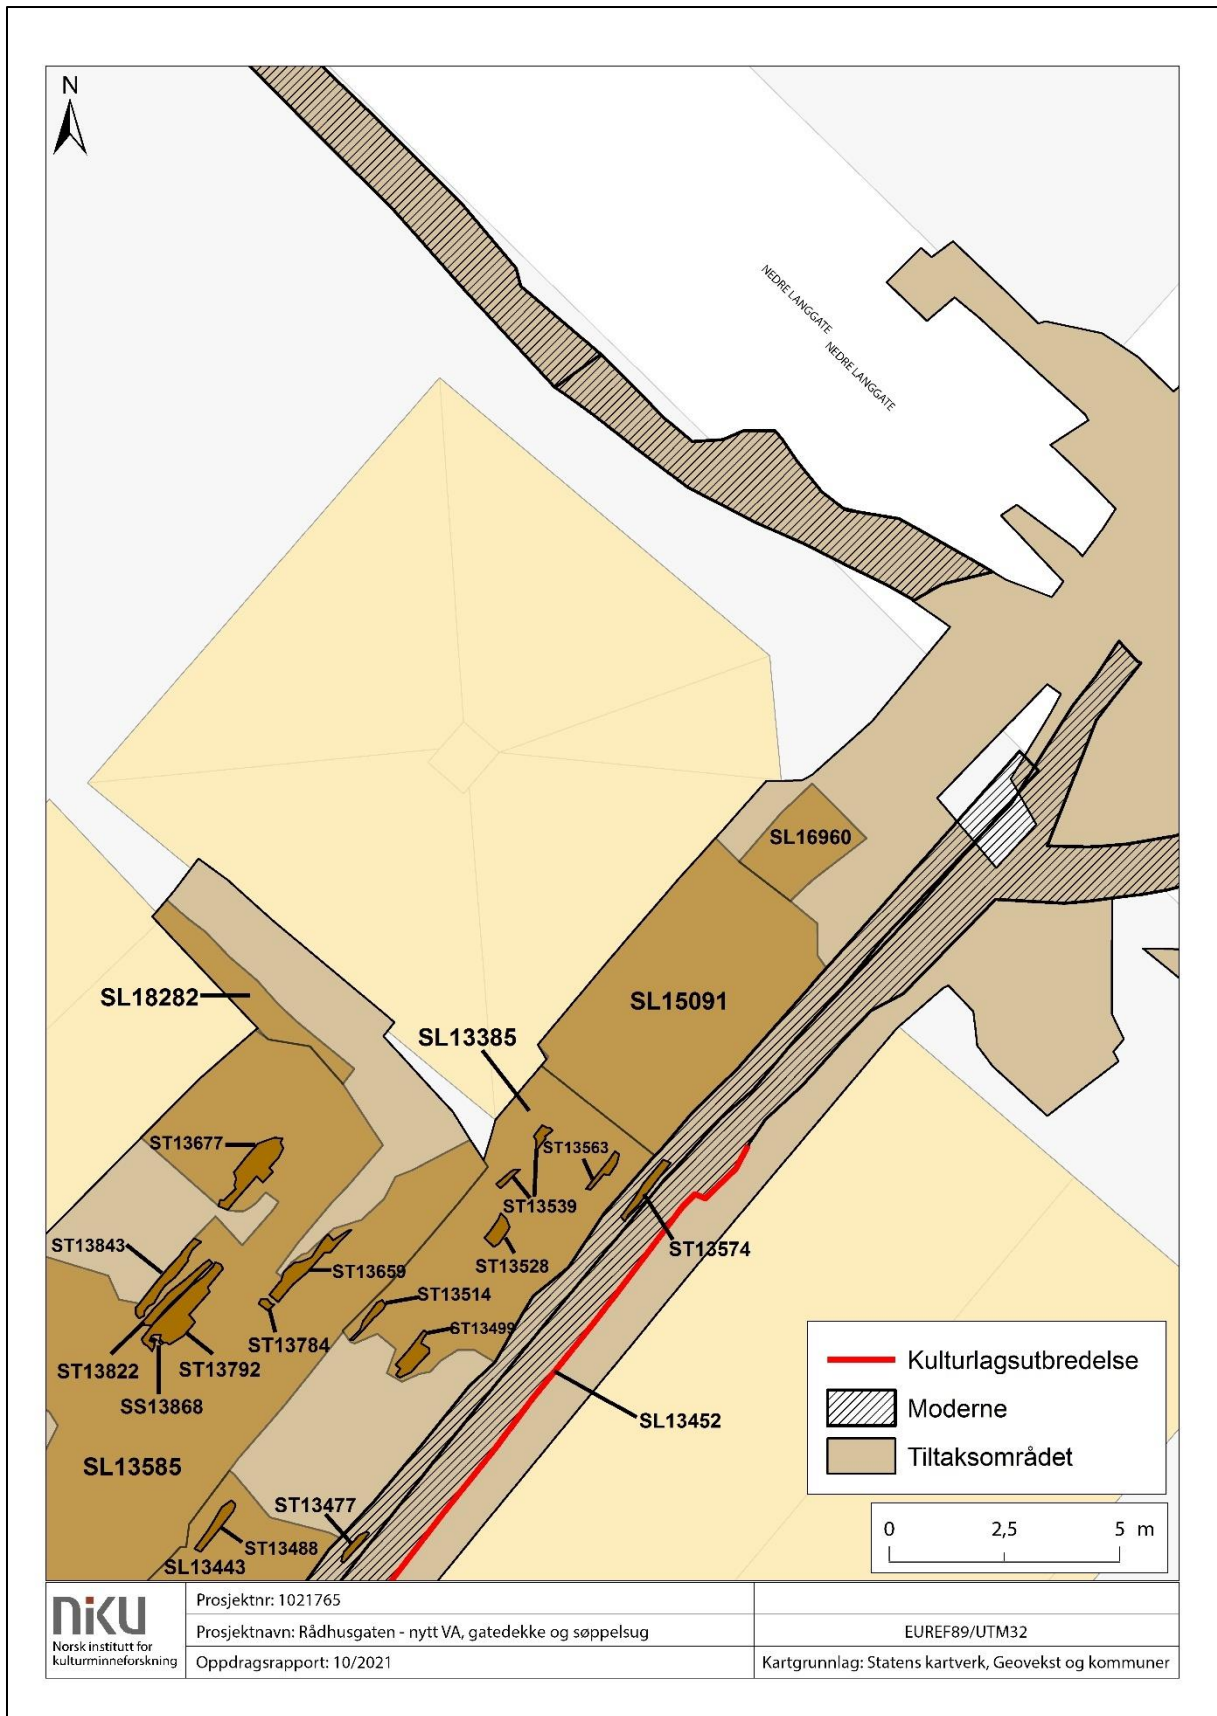 N
NEDRE LANGGATE
NEDRE LANGGATE
SL16960
SL18282
SL15091
SL13385
ST13677
ST13563
ST13539
ST13843
ST13659
ST13528
ST13574
ST13514
ST13499
ST13784
ST13822
ST13792
SS13868
SL13452
SL13585
ST13477
ST13488
SL13443
Kulturlagsutbredelse
Moderne
Tiltaksområdet
0 2,5 5 m
niKU
Norsk institutt for
kulturminneforskning
Prosjektnr: 1021765
Prosjektnavn: Rådhusgaten - nytt VA, gatedekke og søppelsug
EUREF89/UTM32
Oppdragsrapport: 10/2021
Kartgrunnlag: Statens kartverk, Geovekst og kommuner